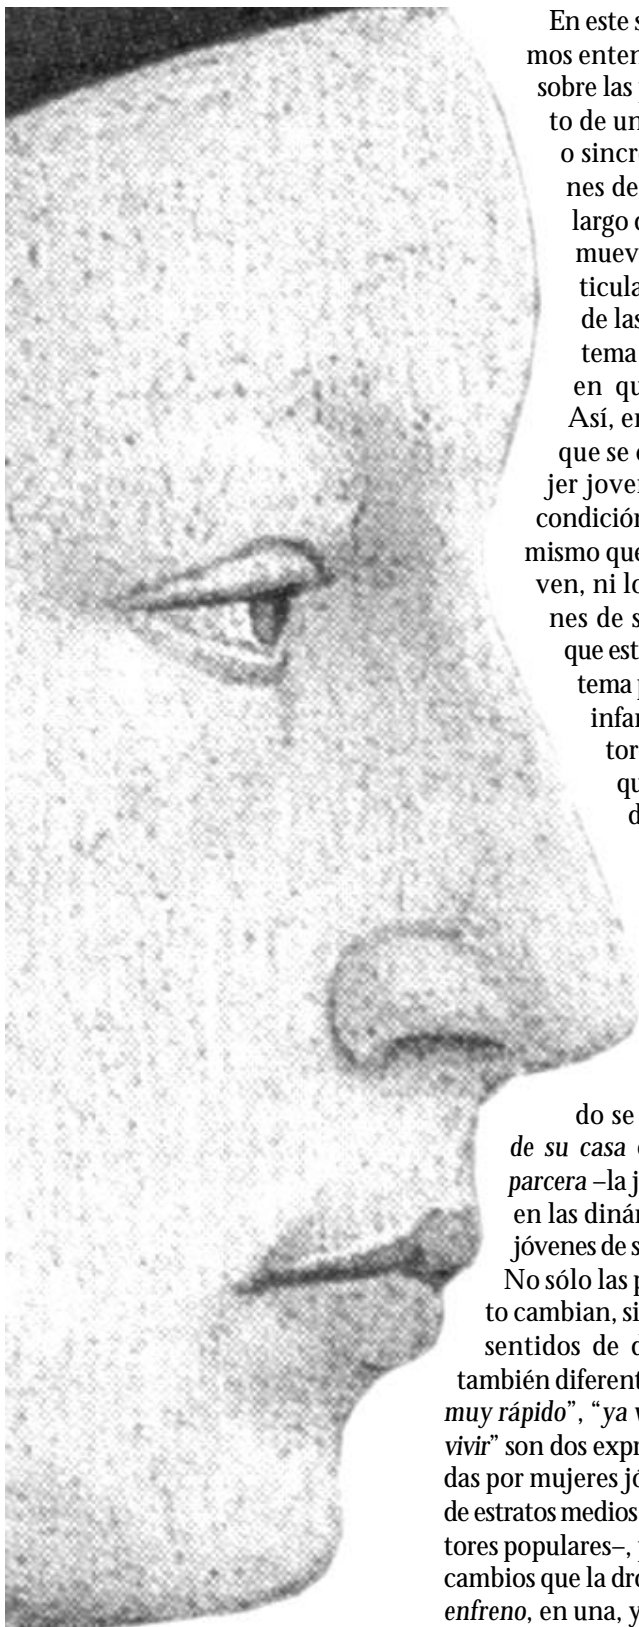 En este s
mos enten
sobre las
to de un
o sincr
nes de
largo
muev
ticula
de las
tema
en qu
Así, en
que se
jer jover
condición
mismo que
ven, ni lo
nes de s
que est
tema
infar
tor
qu
d
do se
de su casa
parcera –la j
en las dinár
jóvenes de s
No sólo las
to cambian, si
sentidos de d
también diferent
muy rápido”, “ya v
vivir” son dos expr
das por mujeres jó
de estratos medios
tores populares–,
cambios que la dro
enfreno, en una, y